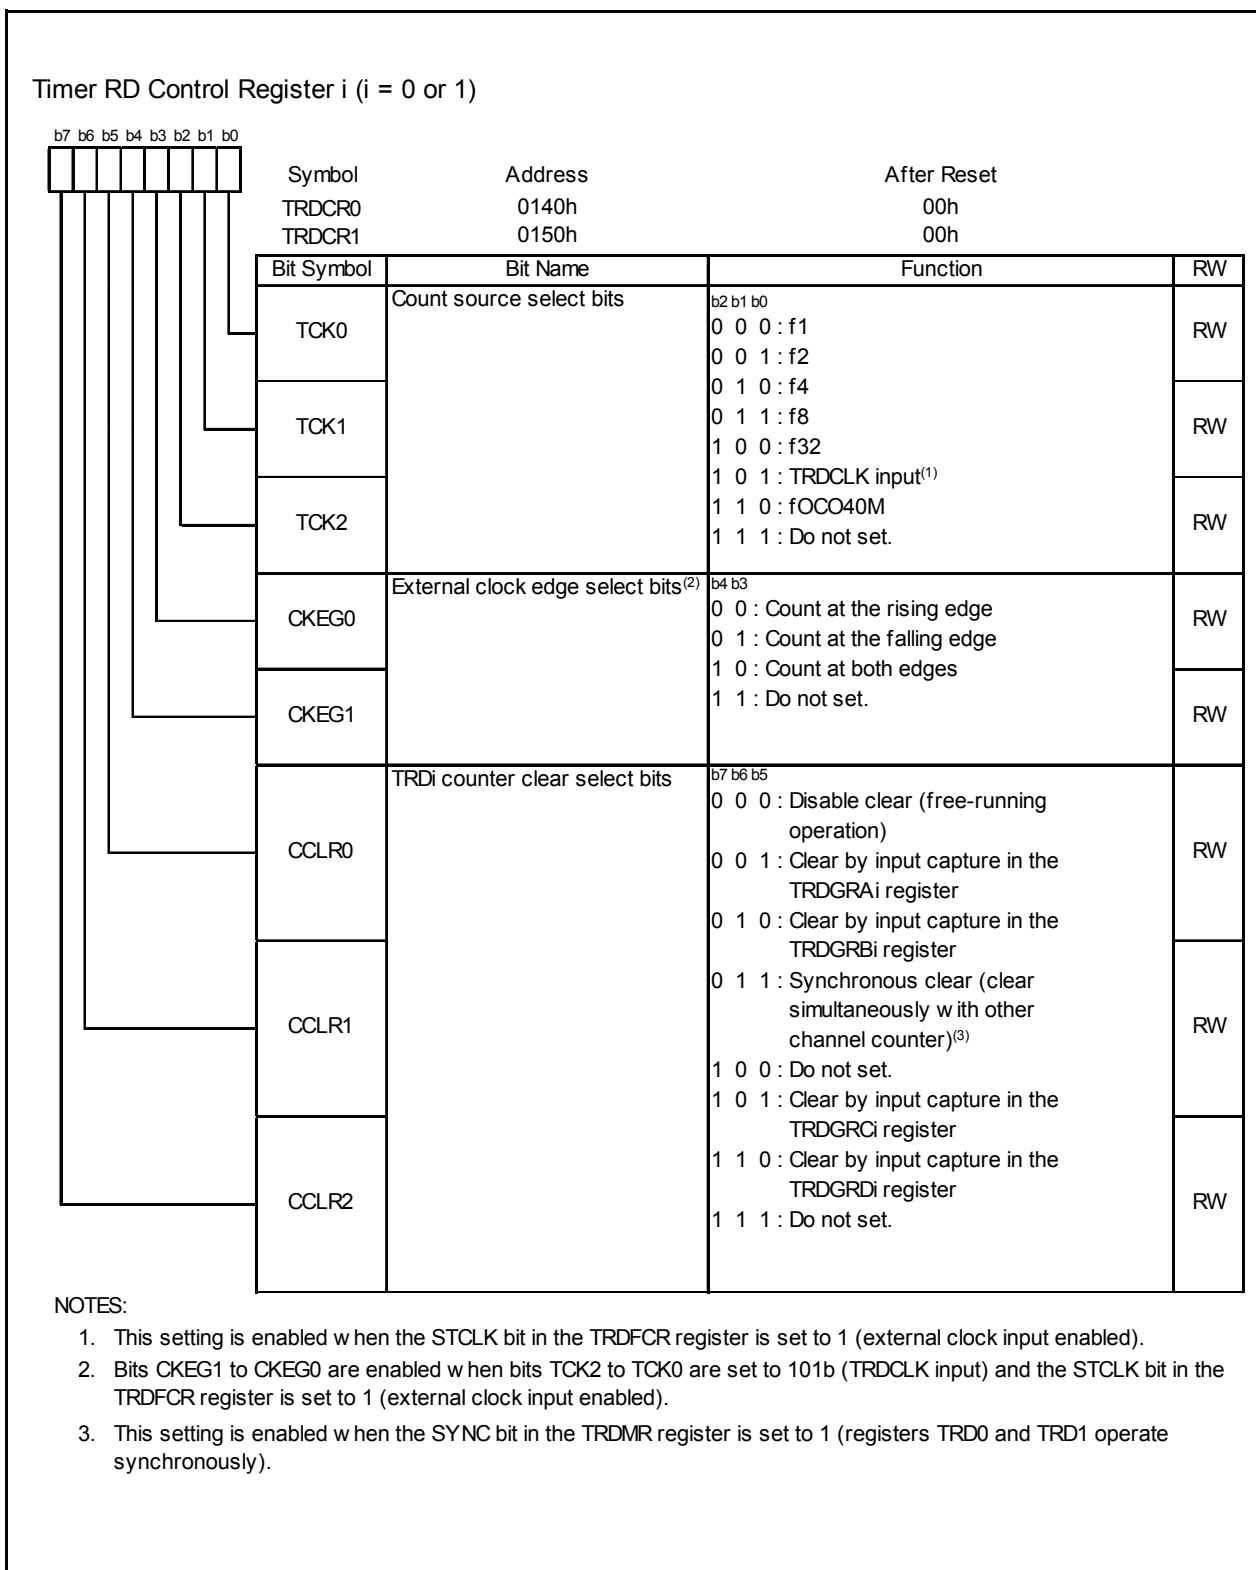 Timer RD Control Register i (i = 0 or 1)
b7 b6 b5 b4 b3 b2 b1 b0
Symbol Address After Reset
TRDCR0 0140h 00h
TRDCR1 0150h 00h
Bit Symbol Bit Name Function RW
TCK0 Count source select bits b2 b1 b0 RW
0 0 0 : f1
0 0 1 : f2
0 1 0 : f4
TCK1 0 1 1 : f8 RW
1 0 0 : f32
1 0 1 : TRDCLK input(1)
TCK2 1 1 0 : fOCO40M RW
1 1 1 : Do not set.
CKEG0 External clock edge select bits(2) b4 b3 RW
0 0 : Count at the rising edge
0 1 : Count at the falling edge
1 0 : Count at both edges
CKEG1 1 1 : Do not set. RW
TRDi counter clear select bits b7 b6 b5
0 0 0 : Disable clear (free-running
operation)
CCLR0 0 0 1 : Clear by input capture in the RW
TRDGRAi register
0 1 0 : Clear by input capture in the
TRDGRBi register
0 1 1 : Synchronous clear (clear
simultaneously with other
CCLR1 channel counter)(3) RW
1 0 0 : Do not set.
1 0 1 : Clear by input capture in the
TRDGRCi register
1 1 0 : Clear by input capture in the
CCLR2 TRDGRDi register RW
1 1 1 : Do not set.
NOTES:
1. This setting is enabled when the STCLK bit in the TRDFCR register is set to 1 (external clock input enabled).
2. Bits CKEG1 to CKEG0 are enabled when bits TCK2 to TCK0 are set to 101b (TRDCLK input) and the STCLK bit in the
TRDFCR register is set to 1 (external clock input enabled).
3. This setting is enabled when the SYNC bit in the TRDMR register is set to 1 (registers TRD0 and TRD1 operate
synchronously).